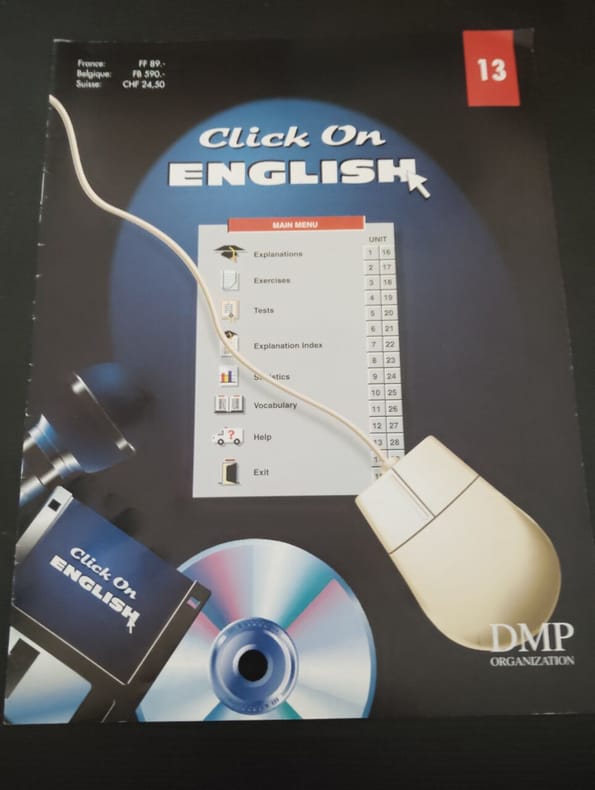 France: FF 89.-
Belgique: FB 590.-
Suisse: CHF 24,50
13
Click On
ENGLISH
MAIN MENU
UNIT
Explanations
Exercises
Tests
Explanation Index
Statistics
Vocabulary
Help
Exit
1 16
2 17
3 18
4 19
5 20
6 21
7 22
8 23
9 24
10 25
11 26
12 27
13 28
Click On
ENGLISH
DMP
ORGANIZATION